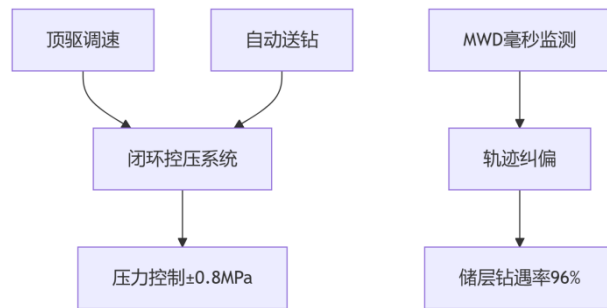 顶驱调速
自动送钻
MWD毫秒监测
闭环控压系统
轨迹纠偏
压力控制±0.8MPa
储层钻遇率96%